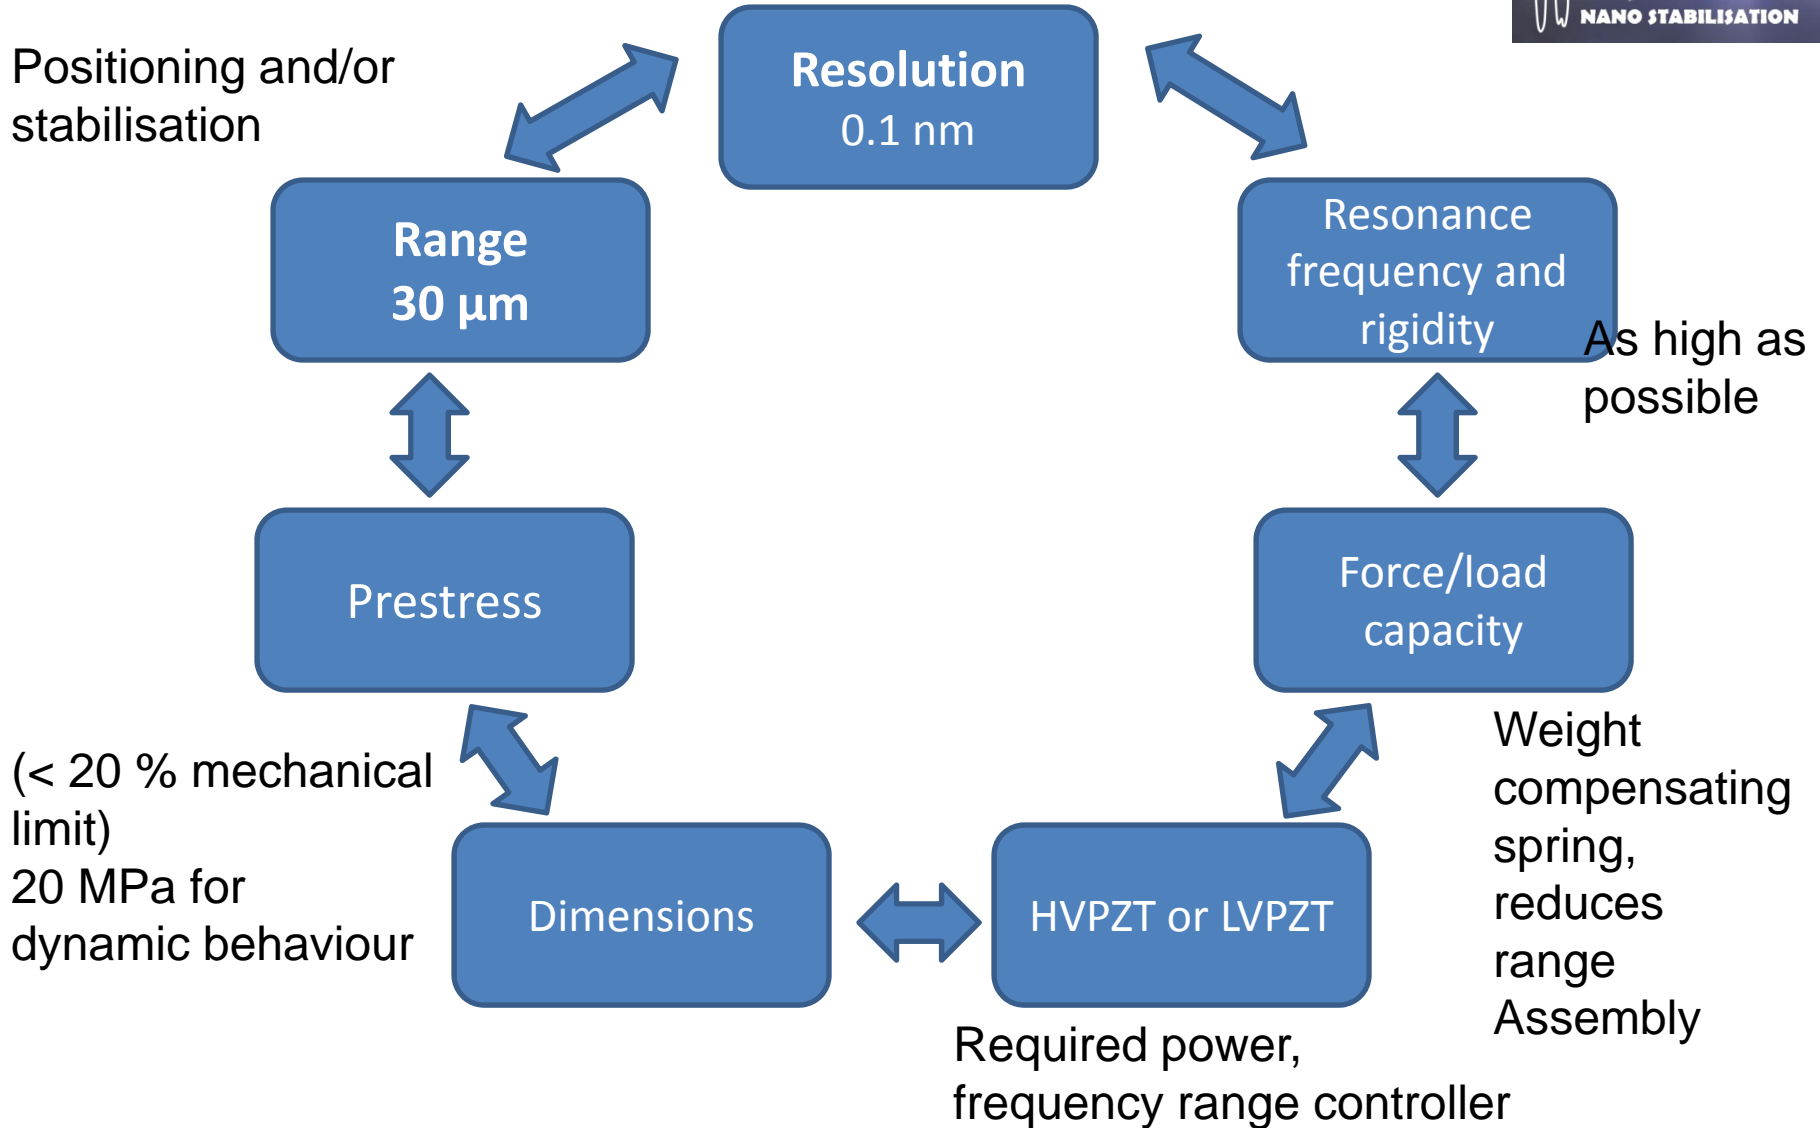 NANO STABILISATION
Positioning and/or
stabilisation
Resolution
0.1 nm
Range
30 μm
Resonance
frequency and
rigidity
As high as
possible
Prestress
Force/load
capacity
(< 20 % mechanical
limit)
20 MPa for
dynamic behaviour
Weight
compensating
spring,
reduces
range
Assembly
Dimensions
HVPZT or LVPZT
Required power,
frequency range controller